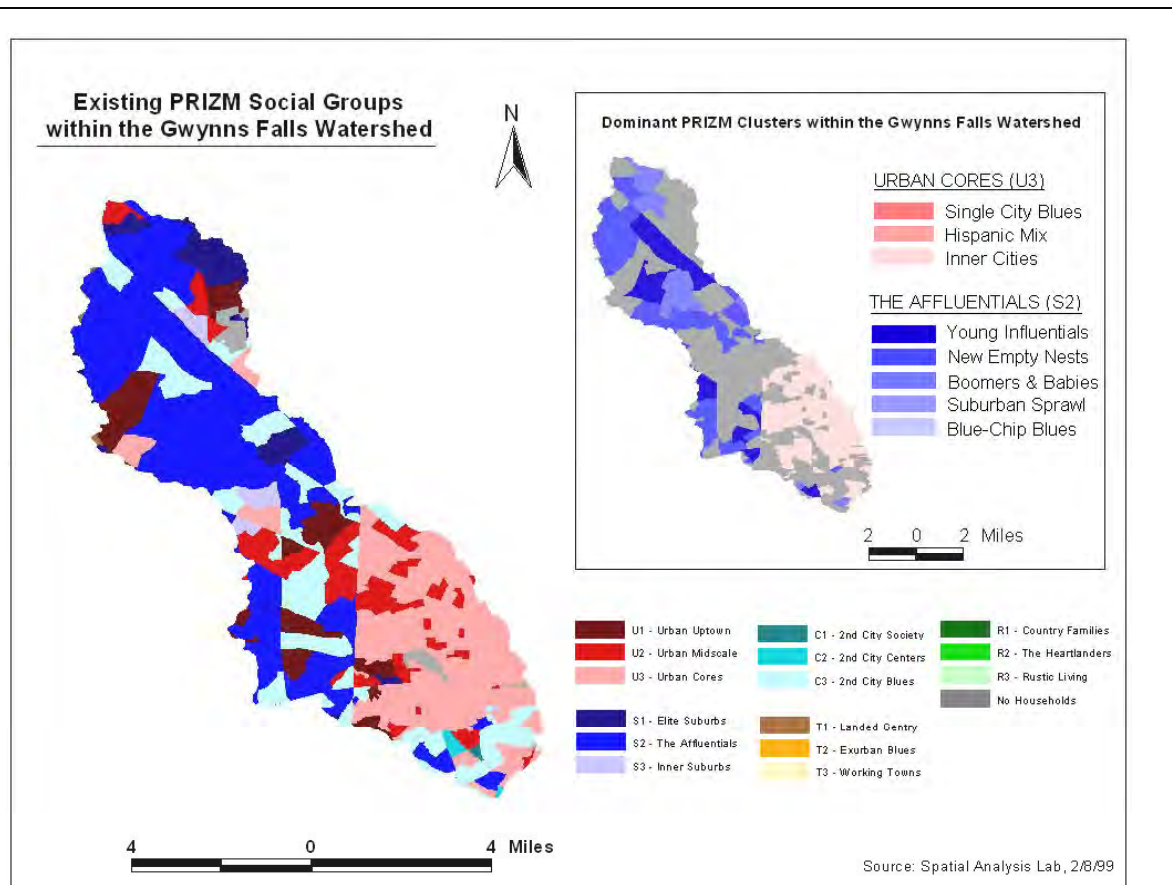 Existing PRIZM Social Groups
within the Gwynns Falls Watershed
N
Dominant PRIZM Clusters within the Gwynns Falls Watershed
URBAN CORES (U3)
Single City Blues
Hispanic Mix
Inner Cities
THE AFFLUENTIALS (S2)
Young Influentials
New Empty Nests
Boomers & Babies
Suburban Sprawl
Blue-Chip Blues
2 0 2 Miles
U1 - Urban Uptown
U2 - Urban Midscale
U3 - Urban Cores
S1 - Elite Suburbs
S2 - The Affluentials
S3 - Inner Suburbs
C1 - 2nd City Society
C2 - 2nd City Centers
C3 - 2nd City Blues
T1 - Landed Gentry
T2 - Exurban Blues
T3 - Working Towns
R1 - Country Families
R2 - The Heartlanders
R3 - Rustic Living
No Households
4 0 4 Miles
Source: Spatial Analysis Lab, 2/8/99